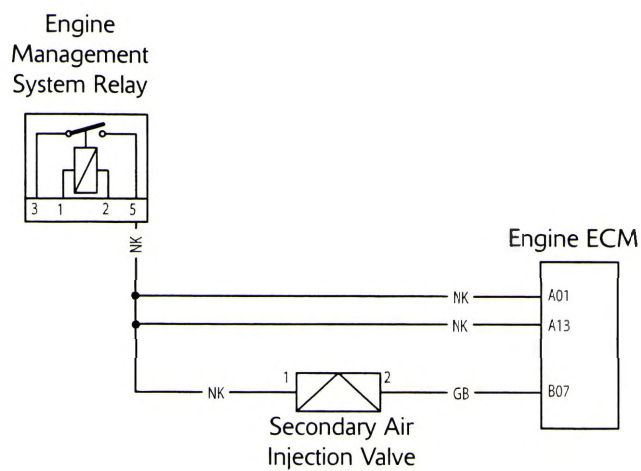 Engine
Management
System Relay
3 1 2 5
NK
Engine ECM
NK A01
NK A13
NK 1 2 GB B07
Secondary Air
Injection Valve